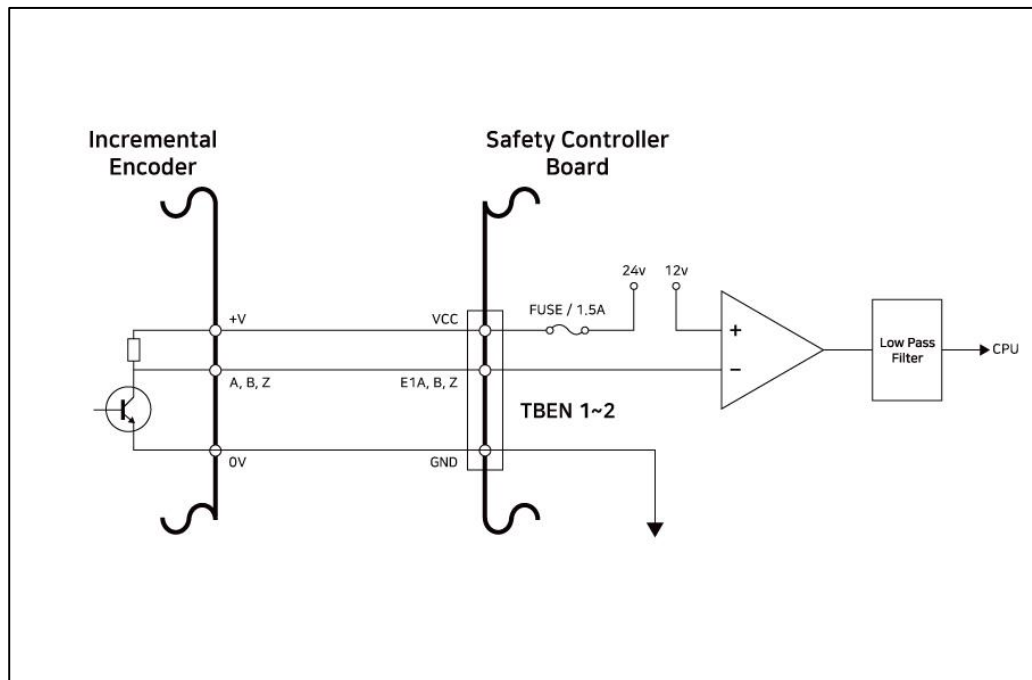 Incremental
Encoder
Safety Controller
Board
24v
12v
FUSE / 1.5A
+V
VCC
+
Low Pass
Filter
CPU
−
A, B, Z
E1A, B, Z
TBEN 1~2
0V
GND